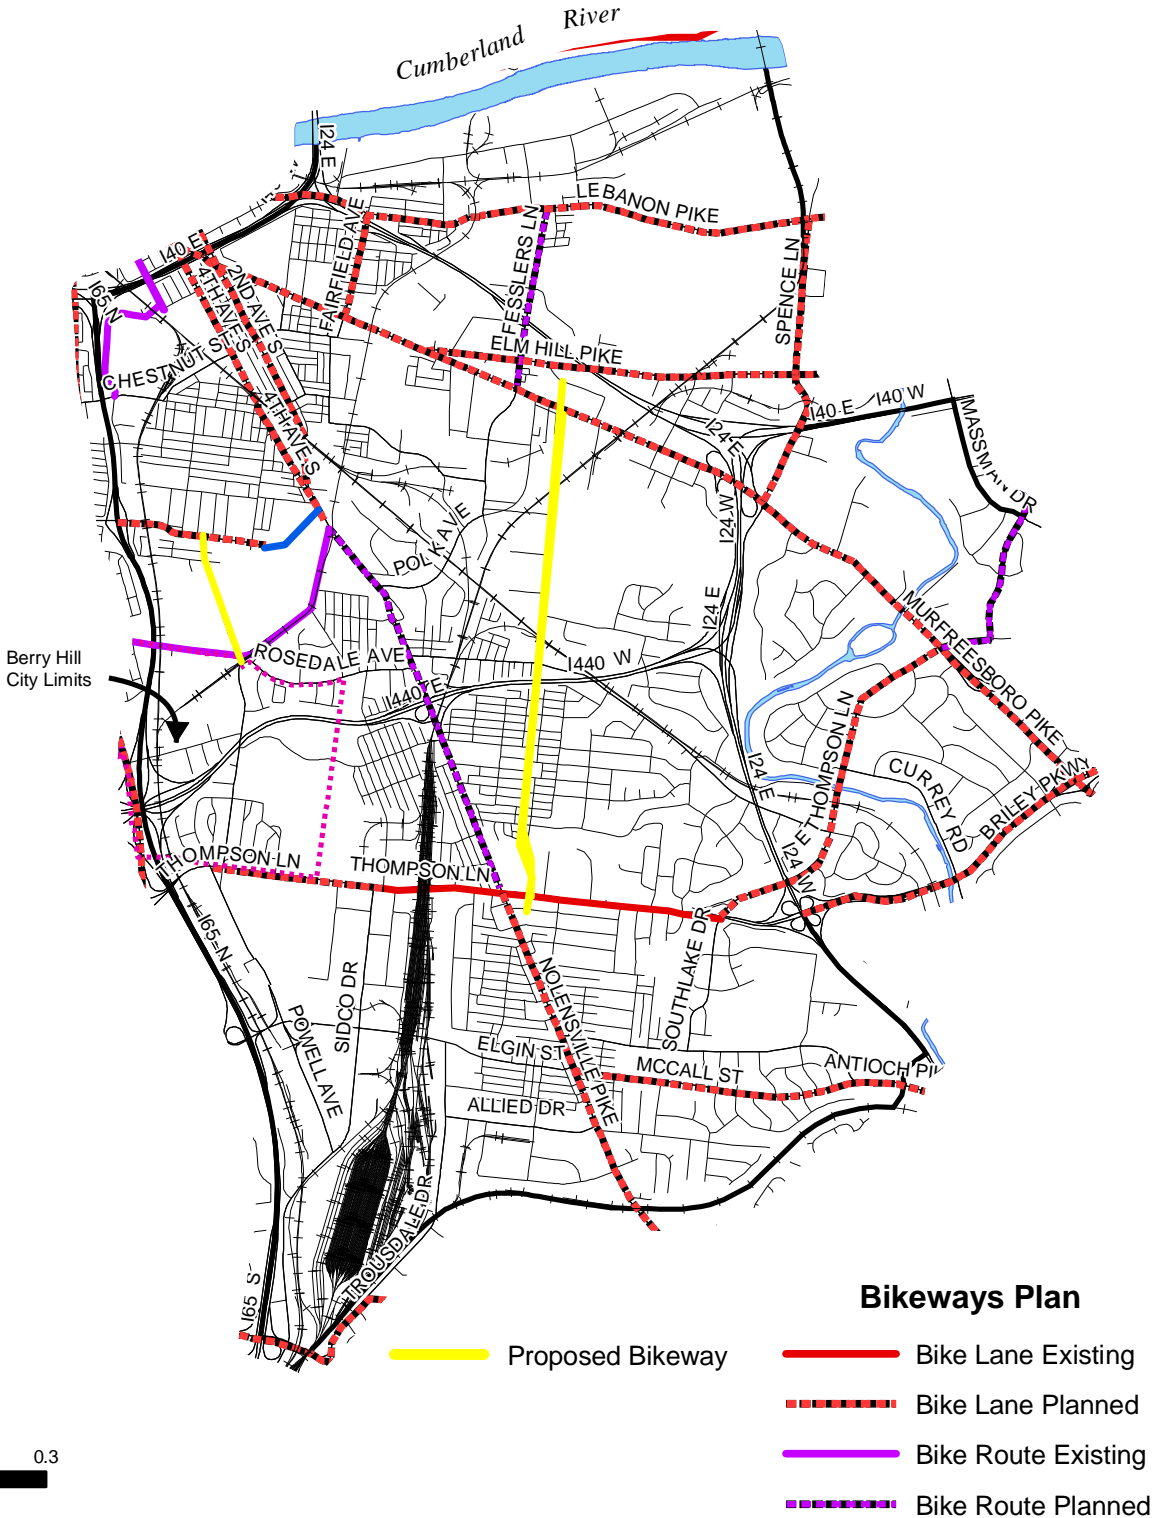 Cumberland River
I24 E
LEBANON PIKE
I40 E
FAIRFIELD AVE
FESSLERS LN
SPENCE LN
I65 N
2ND AVE S
4TH AVE S
ELM HILL PIKE
CHESTNUT ST
4TH AVE S
I40 E
I40 W
MASSMAN DR
I24 E
I24 W
POLK AVE
I24 E
MURFREESBORO PIKE
Berry Hill
City Limits
ROSEDALE AVE
I440 W
I440 E
E THOMPSON LN
I24 E
CURREY RD
BRILEY PKWY
THOMPSON LN
THOMPSON LN
I24 W
I65 N
SOUTHLAKE DR
NOLENSVILLE PIKE
SIDCO DR
POWELL AVE
ELGIN ST
MCCALL ST
ANTIOCH PI
ALLIED DR
TROUSDALE DR
I65 S
Bikeways Plan
Proposed Bikeway
Bike Lane Existing
Bike Lane Planned
Bike Route Existing
Bike Route Planned
0.3